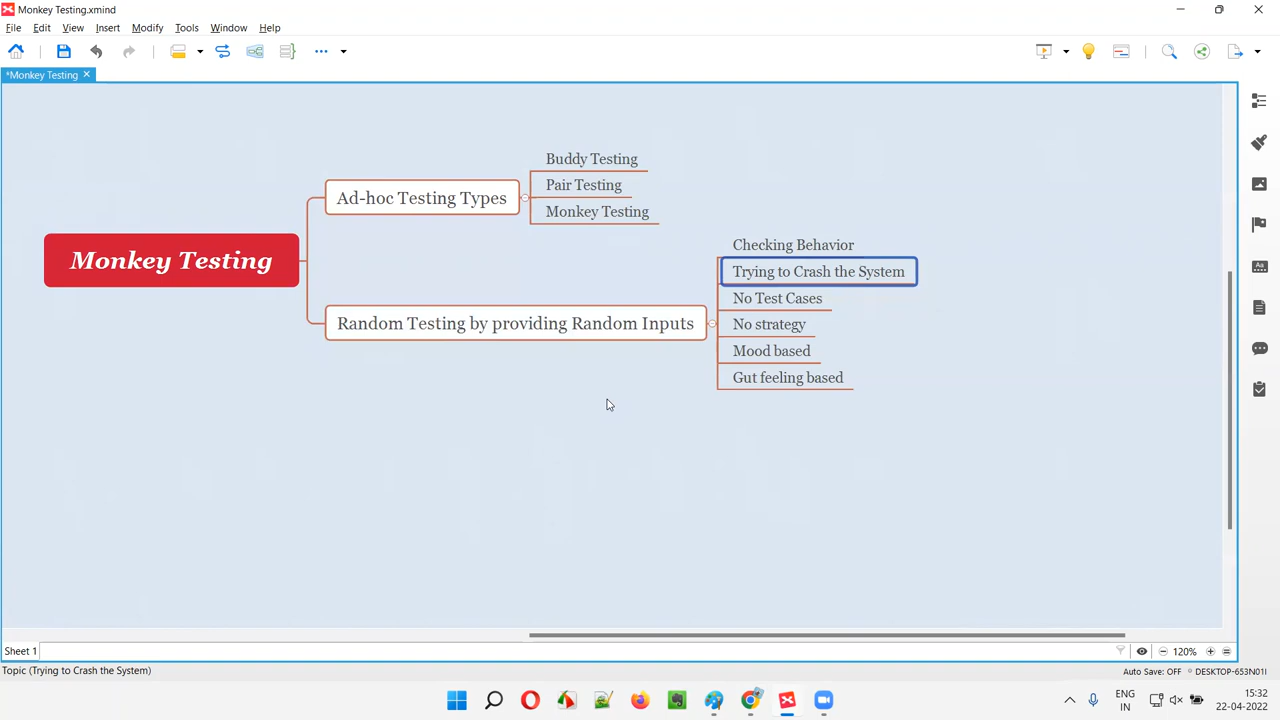 Monkey Testing.xmind
File Edit View Insert Modify Tools Window Help
*Monkey Testing
Buddy Testing
Ad-hoc Testing Types
Pair Testing
Monkey Testing
Monkey Testing
Checking Behavior
Trying to Crash the System
No Test Cases
Random Testing by providing Random Inputs
No strategy
Mood based
Gut feeling based
Sheet 1
120%
Topic (Trying to Crash the System)
Auto Save: OFF
DESKTOP-653N01I
ENG
IN
15:32
22-04-2022